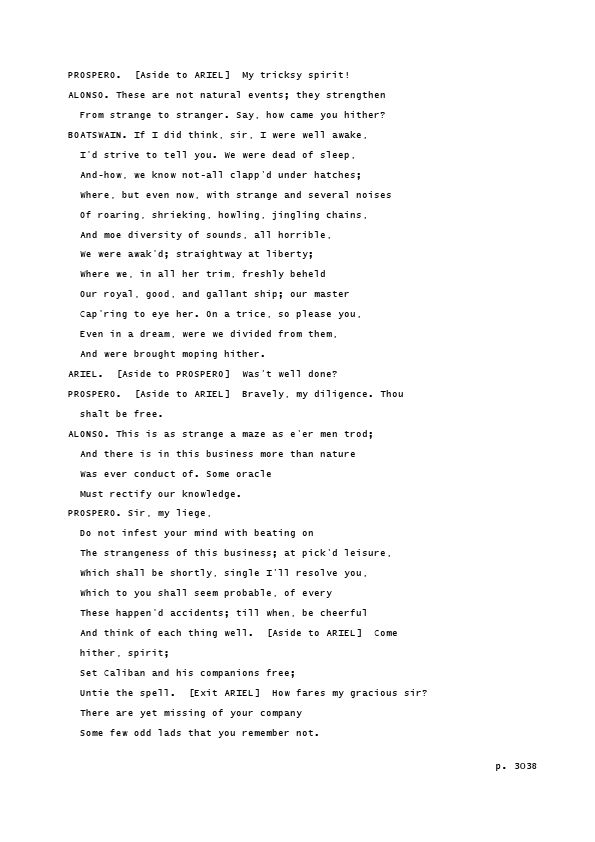 PROSPERO.  [Aside to ARIEL]  My tricksy spirit!
ALONSO. These are not natural events; they strengthen
From strange to stranger. Say, how came you hither?
BOATSWAIN. If I did think, sir, I were well awake,
I'd strive to tell you. We were dead of sleep,
And-how, we know not-all clapp'd under hatches;
Where, but even now, with strange and several noises
Of roaring, shrieking, howling, jingling chains,
And moe diversity of sounds, all horrible,
We were awak'd; straightway at liberty;
Where we, in all her trim, freshly beheld
Our royal, good, and gallant ship; our master
Cap'ring to eye her. On a trice, so please you,
Even in a dream, were we divided from them,
And were brought moping hither.
ARIEL.  [Aside to PROSPERO]  Was't well done?
PROSPERO.  [Aside to ARIEL]  Bravely, my diligence. Thou
shalt be free.
ALONSO. This is as strange a maze as e'er men trod;
And there is in this business more than nature
Was ever conduct of. Some oracle
Must rectify our knowledge.
PROSPERO. Sir, my liege,
Do not infest your mind with beating on
The strangeness of this business; at pick'd leisure,
Which shall be shortly, single I'll resolve you,
Which to you shall seem probable, of every
These happen'd accidents; till when, be cheerful
And think of each thing well.  [Aside to ARIEL]  Come
hither, spirit;
Set Caliban and his companions free;
Untie the spell.  [Exit ARIEL]  How fares my gracious sir?
There are yet missing of your company
Some few odd lads that you remember not.
p. 3038